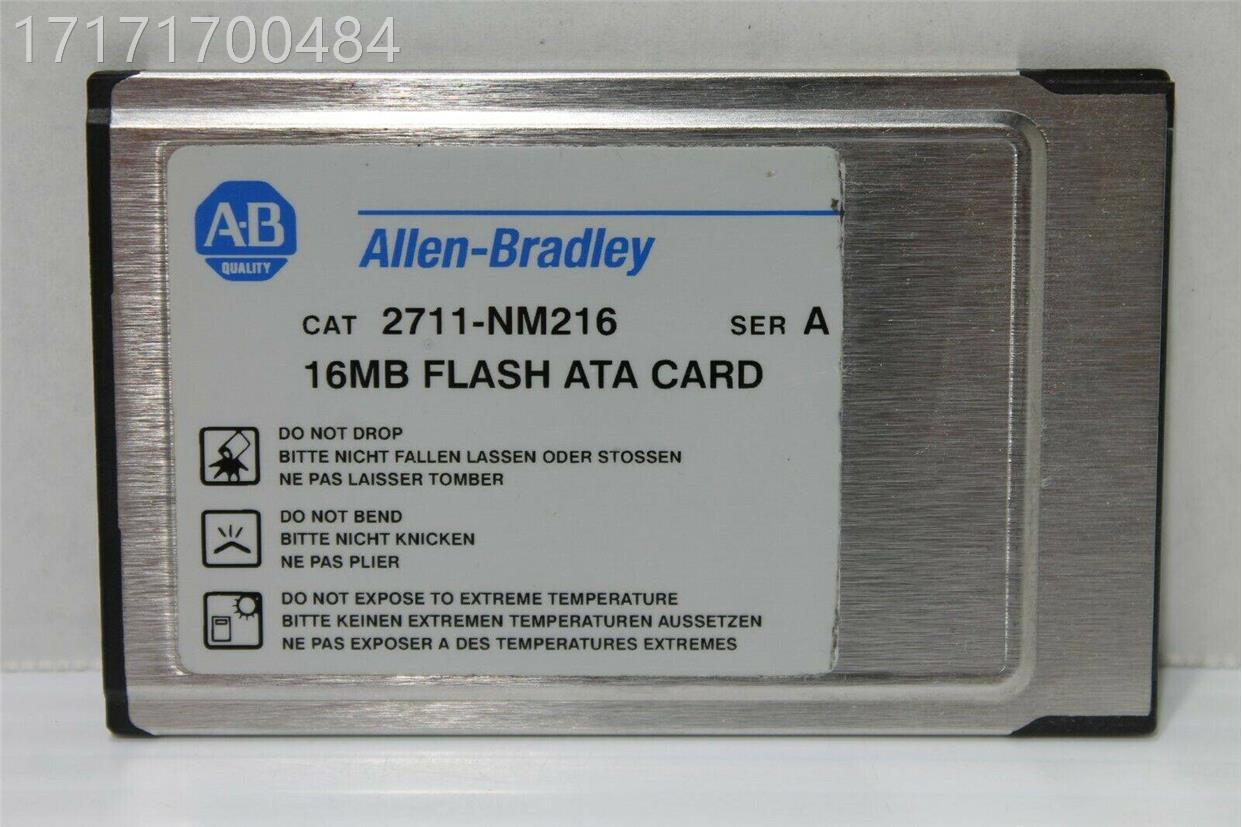 17171700484
A-B
QUALITY
Allen-Bradley
CAT 2711-NM216 SER A
16MB FLASH ATA CARD
DO NOT DROP
BITTE NICHT FALLEN LASSEN ODER STOSSEN
NE PAS LAISSER TOMBER
DO NOT BEND
BITTE NICHT KNICKEN
NE PAS PLIER
DO NOT EXPOSE TO EXTREME TEMPERATURE
BITTE KEINEN EXTREMEN TEMPERATUREN AUSSETZEN
NE PAS EXPOSER A DES TEMPERATURES EXTREMES